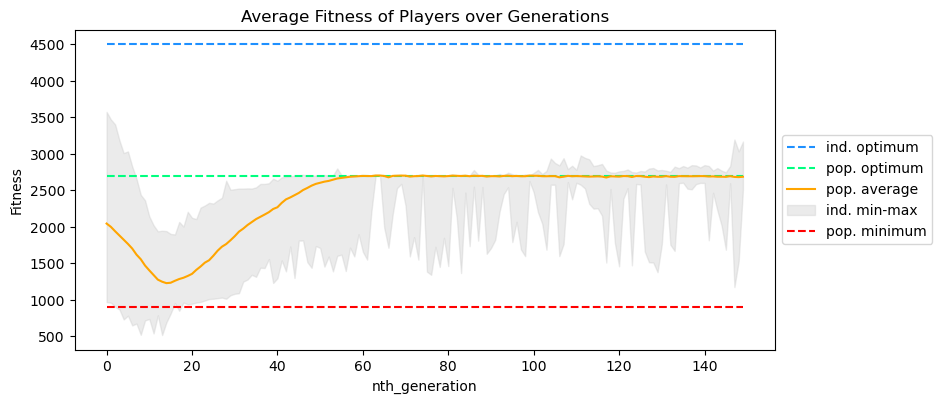 Average Fitness of Players over Generations
4500
4000
3500
3000
2500
2000
1500
1000
500
Fitness
0 20 40 60 80 100 120 140
nth_generation
ind. optimum
pop. optimum
pop. average
ind. min-max
pop. minimum